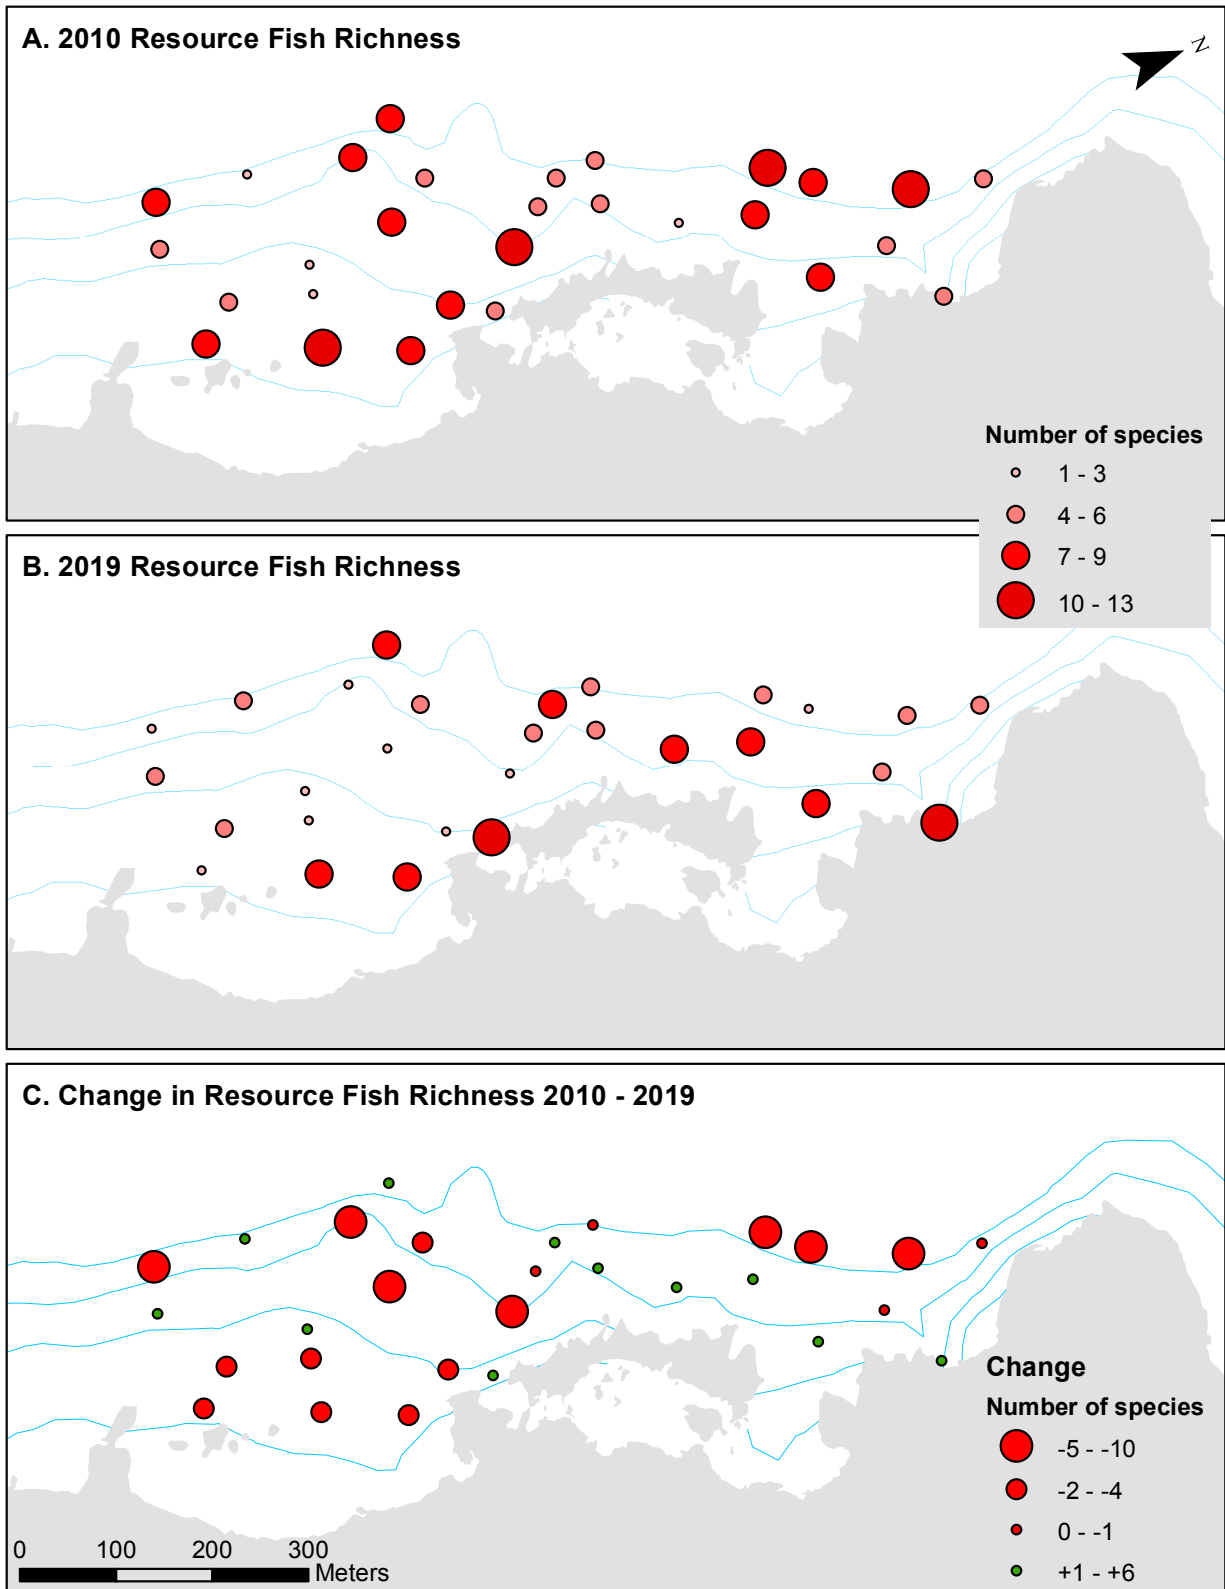 A. 2010 Resource Fish Richness
N
Number of species
1 - 3
4 - 6
7 - 9
10 - 13
B. 2019 Resource Fish Richness
C. Change in Resource Fish Richness 2010 - 2019
Change
Number of species
-5 - -10
-2 - -4
0 - -1
+1 - +6
0 100 200 300
Meters